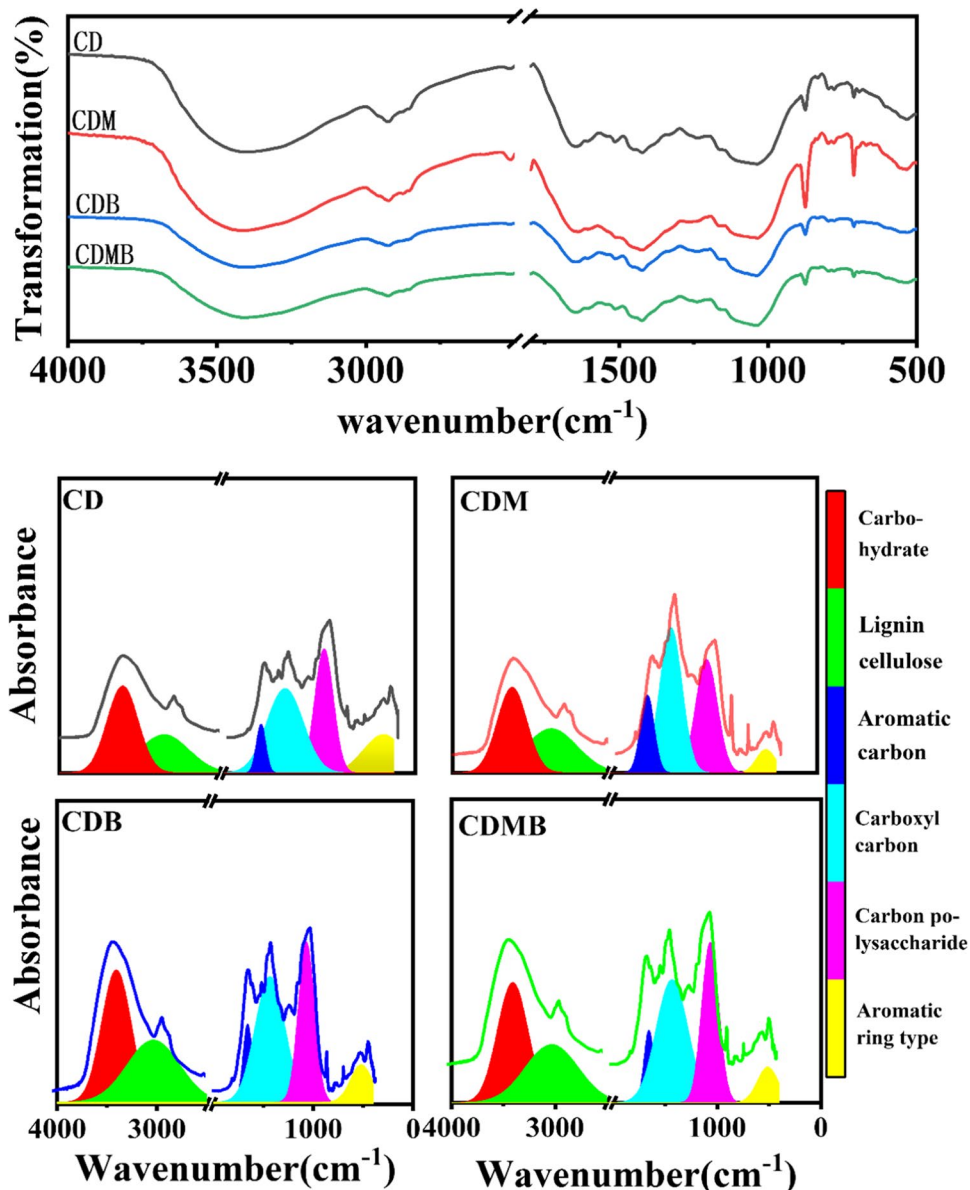 Transformation(%)
CD
CDM
CDB
CDMB
4000 3500 3000 1500 1000 500
wavenumber(cm-1)
CD
CDM
Absorbance
Carbo-
hydrate
Lignin
cellulose
Aromatic
carbon
Carboxyl
carbon
Carbon po-
lysaccharide
Aromatic
ring type
CDB
CDMB
Absorbance
4000 3000 1000 0
4000 3000 1000 0
Wavenumber(cm-1)
Wavenumber(cm-1)